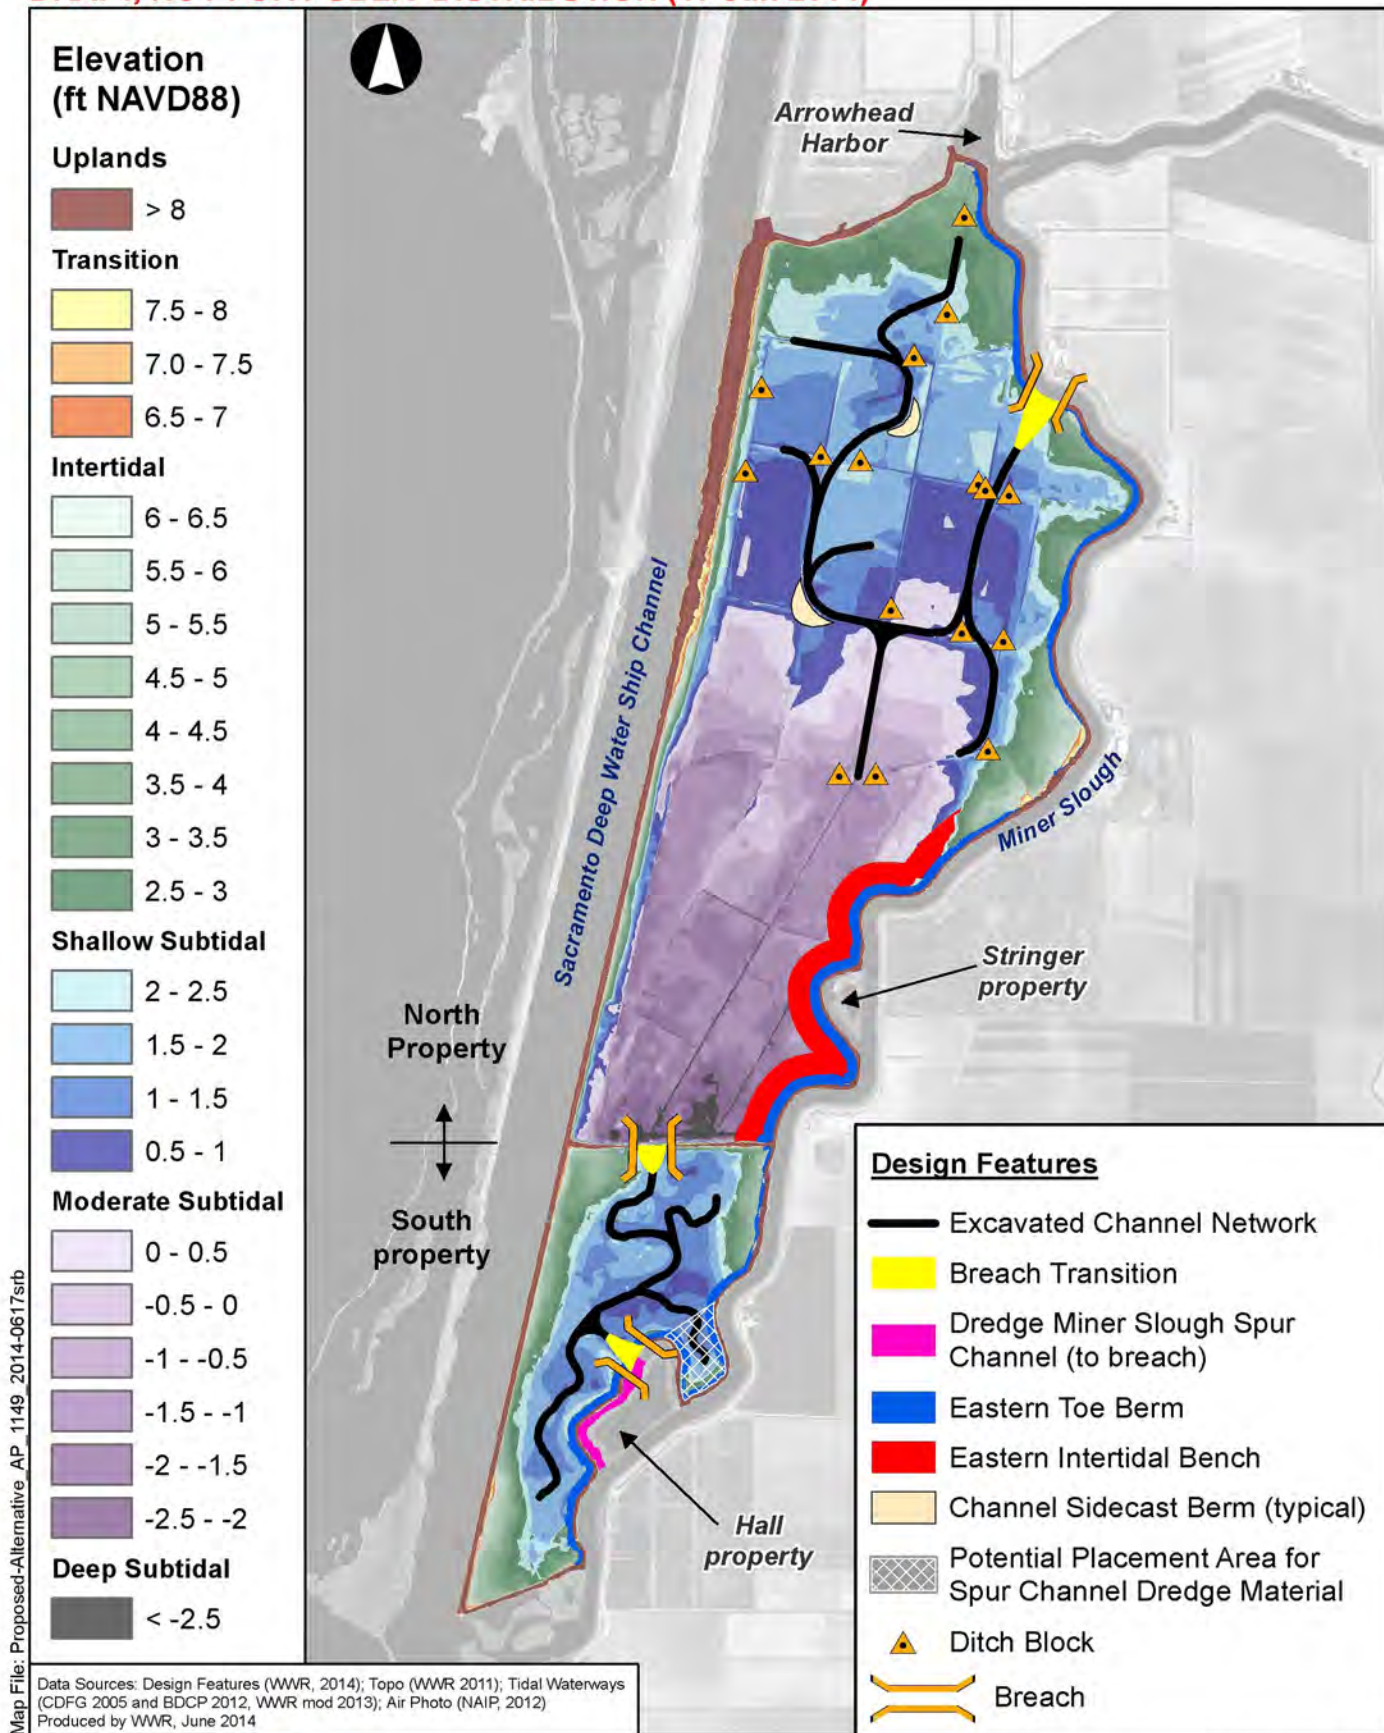 Elevation
(ft NAVD88)
Uplands
> 8
Transition
7.5 - 8
7.0 - 7.5
6.5 - 7
Intertidal
6 - 6.5
5.5 - 6
5 - 5.5
4.5 - 5
4 - 4.5
3.5 - 4
3 - 3.5
2.5 - 3
Shallow Subtidal
2 - 2.5
1.5 - 2
1 - 1.5
0.5 - 1
Moderate Subtidal
0 - 0.5
-0.5 - 0
-1 - -0.5
-1.5 - -1
-2 - -1.5
-2.5 - -2
Deep Subtidal
< -2.5
Arrowhead
Harbor
Sacramento Deep Water Ship Channel
Miner Slough
Stringer
property
North
Property
South
property
Hall
property
Design Features
Excavated Channel Network
Breach Transition
Dredge Miner Slough Spur
Channel (to breach)
Eastern Toe Berm
Eastern Intertidal Bench
Channel Sidecast Berm (typical)
Potential Placement Area for
Spur Channel Dredge Material
Ditch Block
Breach
Data Sources: Design Features (WWR, 2014); Topo (WWR 2011); Tidal Waterways
(CDFG 2005 and BDCP 2012, WWR mod 2013); Air Photo (NAIP, 2012)
Produced by WWR, June 2014
Map File: Proposed-Alternative_AP_1149_2014-0617srb